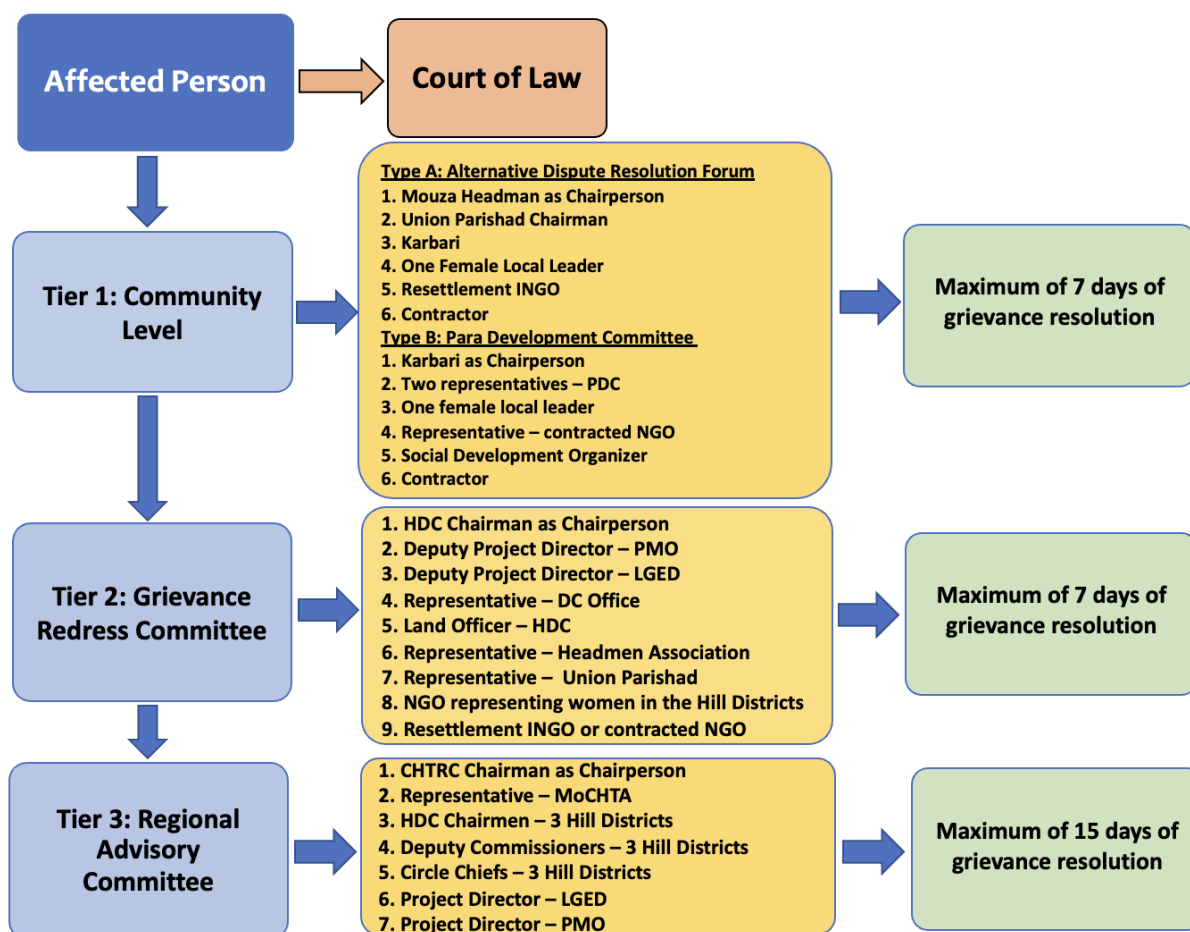 Affected Person
Court of Law
Type A: Alternative Dispute Resolution Forum
1. Mouza Headman as Chairperson
2. Union Parishad Chairman
3. Karbari
4. One Female Local Leader
5. Resettlement INGO
6. Contractor
Type B: Para Development Committee
1. Karbari as Chairperson
2. Two representatives – PDC
3. One female local leader
4. Representative – contracted NGO
5. Social Development Organizer
6. Contractor
Tier 1: Community
Level
Maximum of 7 days of
grievance resolution
Tier 2: Grievance
Redress Committee
1. HDC Chairman as Chairperson
2. Deputy Project Director – PMO
3. Deputy Project Director – LGED
4. Representative – DC Office
5. Land Officer – HDC
6. Representative – Headmen Association
7. Representative – Union Parishad
8. NGO representing women in the Hill Districts
9. Resettlement INGO or contracted NGO
Maximum of 7 days of
grievance resolution
Tier 3: Regional
Advisory
Committee
1. CHTRC Chairman as Chairperson
2. Representative – MoCHTA
3. HDC Chairmen – 3 Hill Districts
4. Deputy Commissioners – 3 Hill Districts
5. Circle Chiefs – 3 Hill Districts
6. Project Director – LGED
7. Project Director – PMO
Maximum of 15 days of
grievance resolution